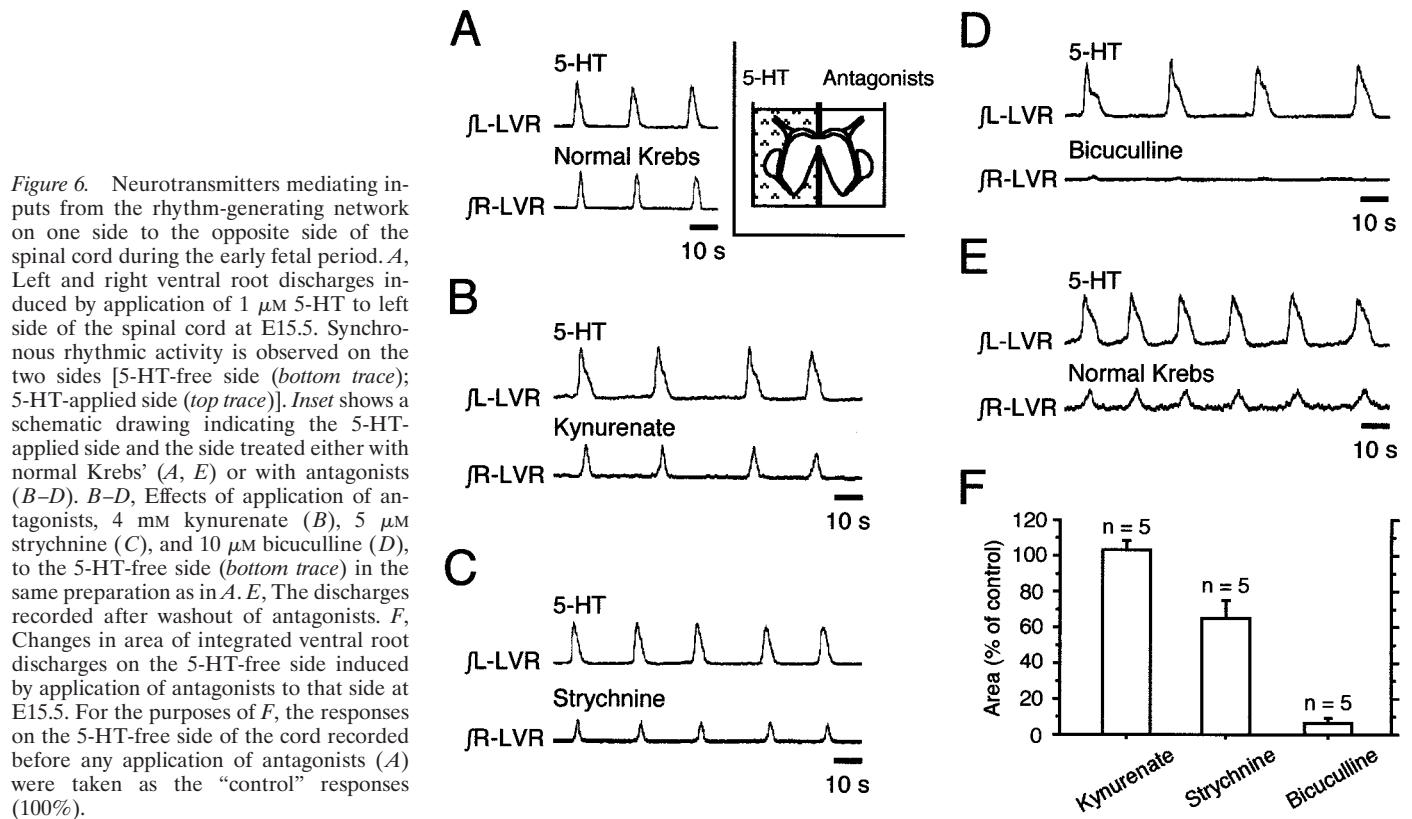 Figure 6. Neurotransmitters mediating in-
puts from the rhythm-generating network
on one side to the opposite side of the
spinal cord during the early fetal period. A,
Left and right ventral root discharges in-
duced by application of 1 μM 5-HT to left
side of the spinal cord at E15.5. Synchro-
nous rhythmic activity is observed on the
two sides [5-HT-free side (bottom trace);
5-HT-applied side (top trace)]. Inset shows a
schematic drawing indicating the 5-HT-
applied side and the side treated either with
normal Krebs' (A, E) or with antagonists
(B–D). B–D, Effects of application of an-
tagonists, 4 mM kynurenate (B), 5 μM
strychnine (C), and 10 μM bicuculline (D),
to the 5-HT-free side (bottom trace) in the
same preparation as in A. E, The discharges
recorded after washout of antagonists. F,
Changes in area of integrated ventral root
discharges on the 5-HT-free side induced
by application of antagonists to that side at
E15.5. For the purposes of F, the responses
on the 5-HT-free side of the cord recorded
before any application of antagonists (A)
were taken as the “control” responses
(100%).
A
5-HT
∫L-LVR
Normal Krebs
∫R-LVR
10 s
5-HT Antagonists
B
5-HT
∫L-LVR
Kynurenate
∫R-LVR
10 s
C
5-HT
∫L-LVR
Strychnine
∫R-LVR
10 s
D
5-HT
∫L-LVR
Bicuculline
∫R-LVR
10 s
E
5-HT
∫L-LVR
Normal Krebs
∫R-LVR
10 s
F
Area (% of control)
120
100
80
60
40
20
0
n = 5
n = 5
n = 5
Kynurenate
Strychnine
Bicuculline